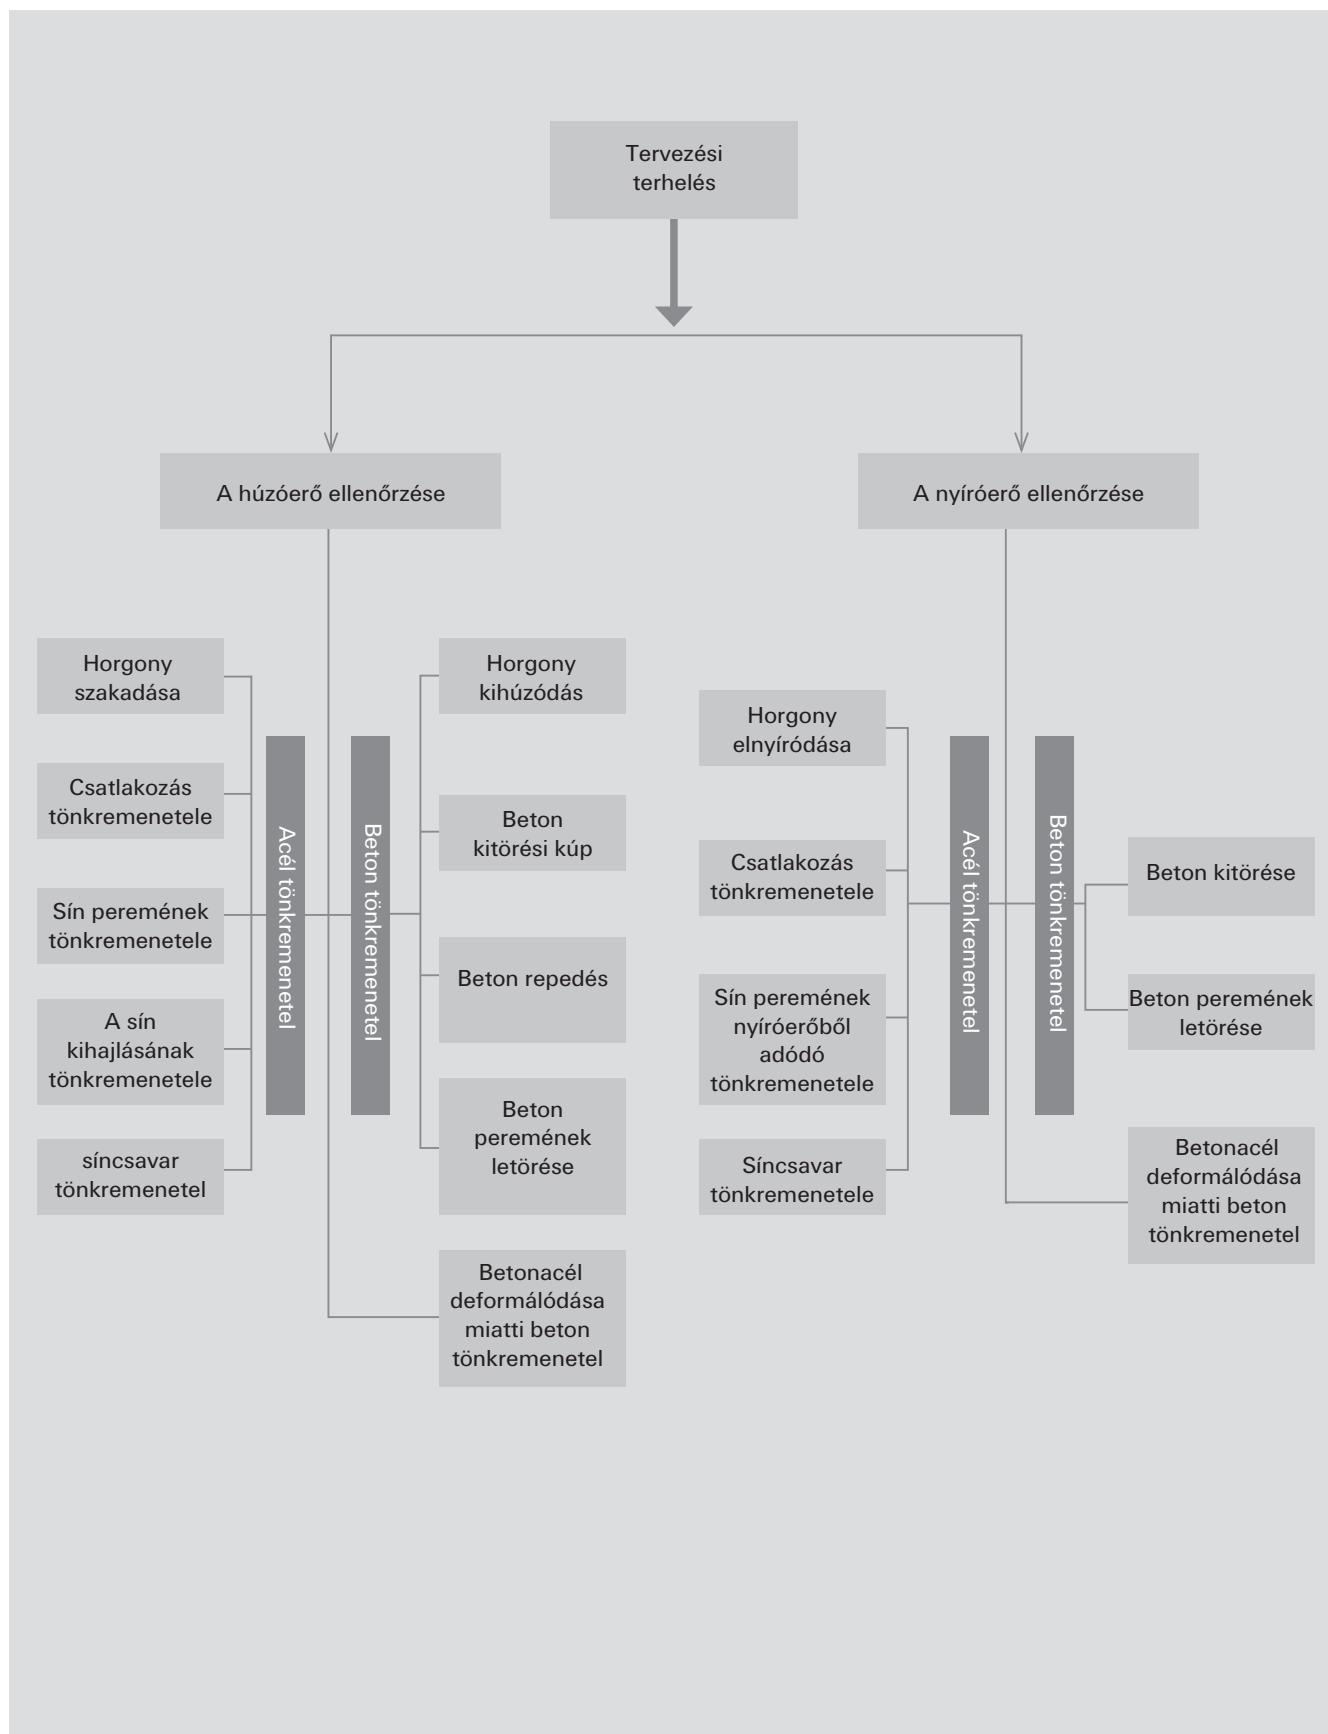 Tervezési
terhelés
A húzóerő ellenőrzése
A nyíróerő ellenőrzése
Horgony
szakadása
Csatlakozás
tönkremenetele
Sín peremének
tönkremenetele
A sín
kihajlásának
tönkremenetele
síncsavar
tönkremenetel
Acél tönkremenetel
Beton tönkremenetel
Horgony
kihúzódás
Beton
kitörési kúp
Beton repedés
Beton
peremének
letörése
Betonacél
deformálódása
miatti beton
tönkremenetel
Horgony
elnyíródása
Csatlakozás
tönkremenetele
Sín peremének
nyíróerőből
adódó
tönkremenetele
Síncsavar
tönkremenetele
Acél tönkremenetel
Beton tönkremenetel
Beton kitörése
Beton peremének
letörése
Betonacél
deformálódása
miatti beton
tönkremenetel